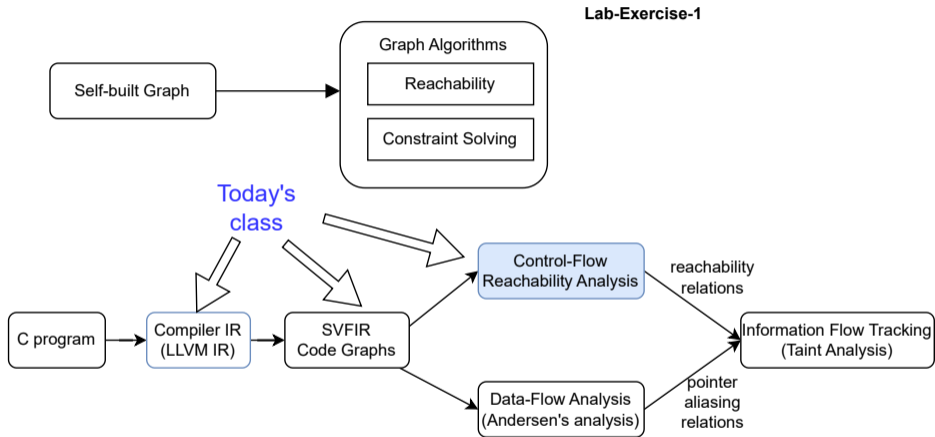 Lab-Exercise-1
Graph Algorithms
Self-built Graph
Reachability
Constraint Solving
Today's
class
Control-Flow
Reachability Analysis
reachability
relations
C program
Compiler IR
(LLVM IR)
SVFIR
Code Graphs
Information Flow Tracking
(Taint Analysis)
Data-Flow Analysis
(Andersen's analysis)
pointer
aliasing
relations